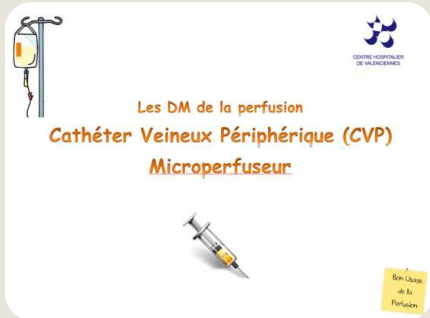 CENTRE HOSPITALIER
DE VALENCIENNES
Les DM de la perfusion
Cathéter Veineux Périphérique (CVP)
Microperfuseur
Bon Usage
de la
Perfusion